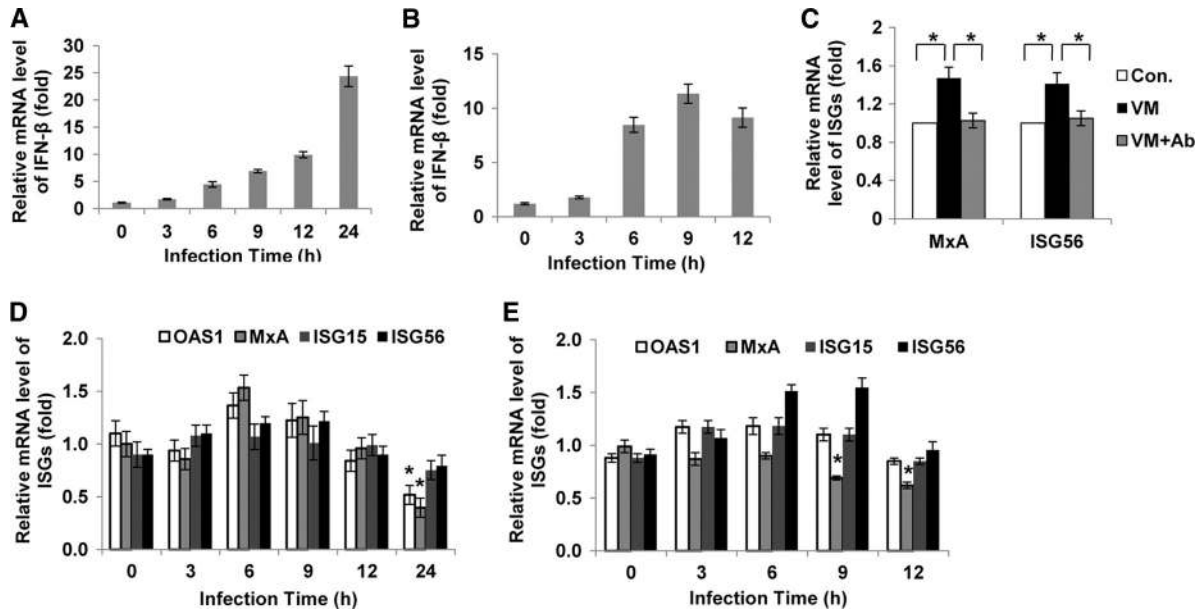 A
Relative mRNA level
of IFN-β (fold)
30
25
20
15
10
5
0
0 3 6 9 12 24
Infection Time (h)
B
Relative mRNA level
of IFN-β (fold)
15
10
5
0
0 3 6 9 12
Infection Time (h)
C
Relative mRNA
level of ISGs (fold)
2
1.6
1.2
0.8
0.4
0
* * * *
MxA ISG56
Con.
VM
VM+Ab
D
Relative mRNA level of
ISGs (fold)
OAS1 MxA ISG15 ISG56
2.0
1.5
1.0
0.5
0.0
* *
0 3 6 9 12 24
Infection Time (h)
E
Relative mRNA level of
ISGs (fold)
OAS1 MxA ISG15 ISG56
2.0
1.5
1.0
0.5
0.0
* *
0 3 6 9 12
Infection Time (h)